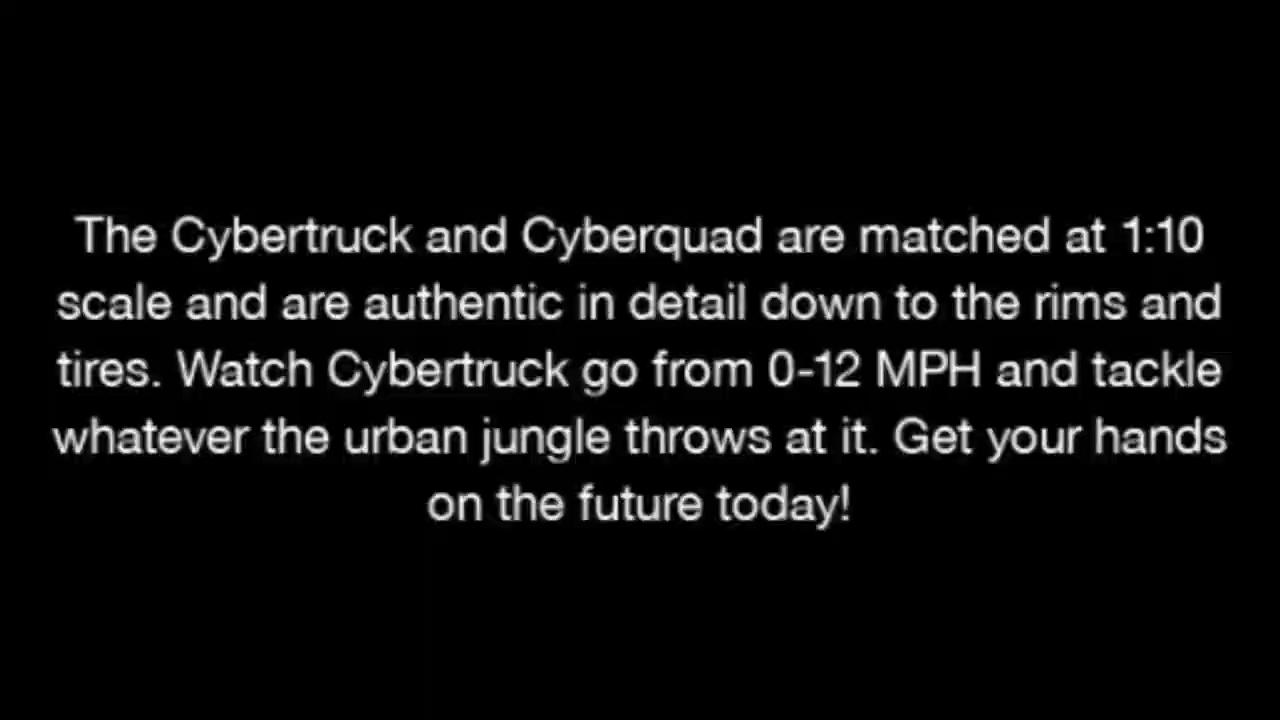 The Cybertruck and Cyberquad are matched at 1:10
scale and are authentic in detail down to the rims and
tires. Watch Cybertruck go from 0-12 MPH and tackle
whatever the urban jungle throws at it. Get your hands
on the future today!